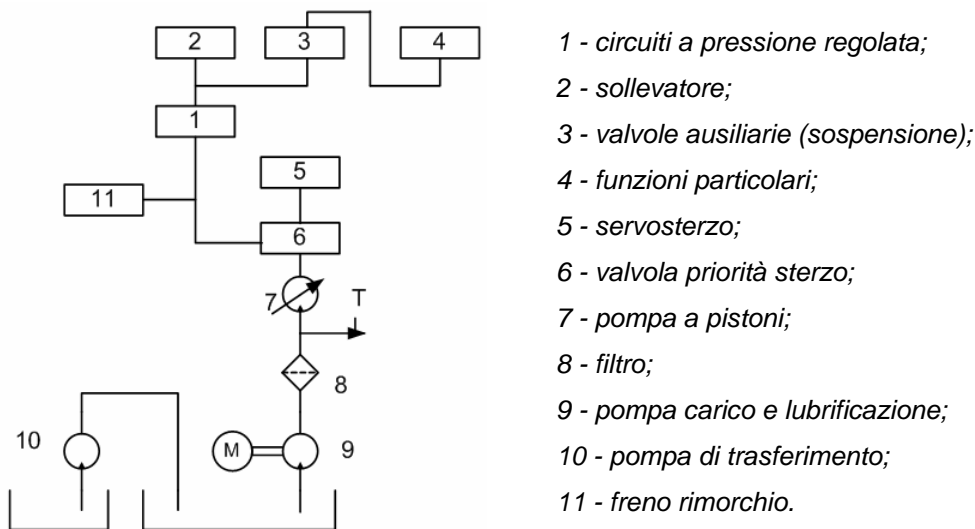 2
3
4
1
11
5
6
7
T
8
10
M
9
1 - circuiti a pressione regolata;
2 - sollevatore;
3 - valvole ausiliarie (sospensione);
4 - funzioni particolari;
5 - servosterzo;
6 - valvola priorità sterzo;
7 - pompa a pistoni;
8 - filtro;
9 - pompa carico e lubrificazione;
10 - pompa di trasferimento;
11 - freno rimorchio.